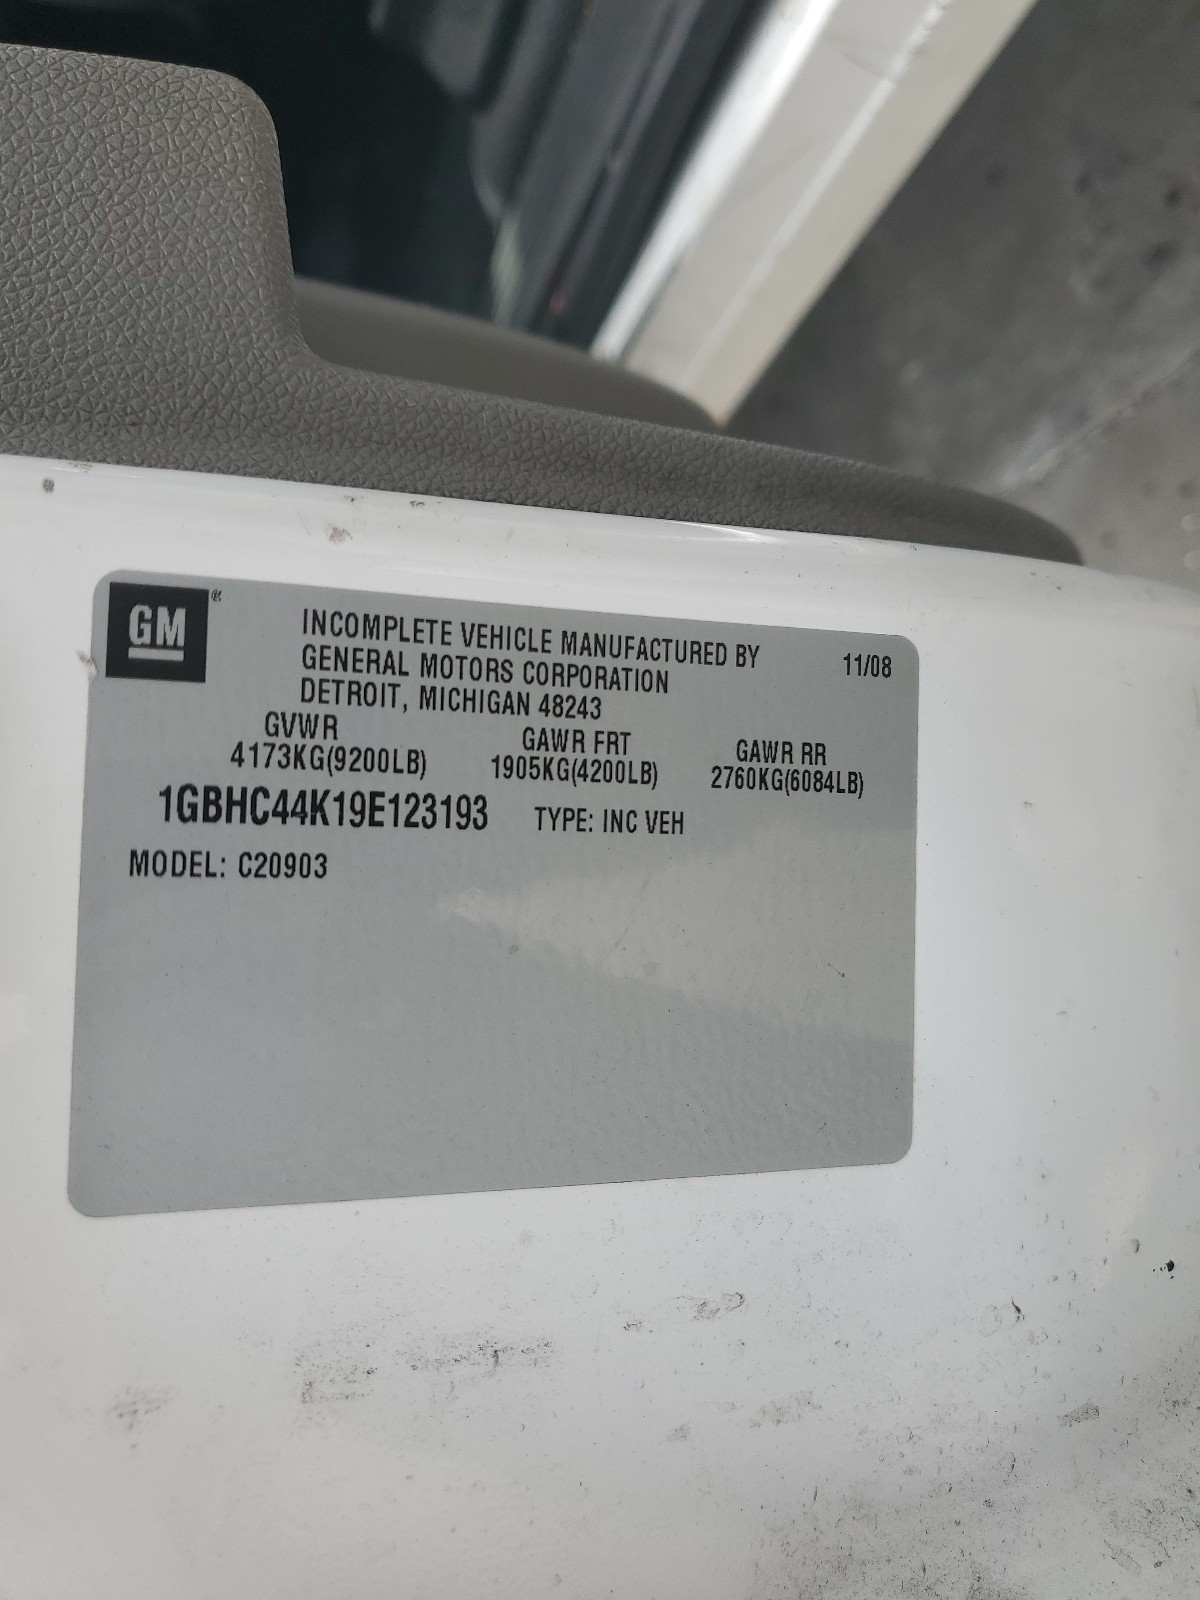 GM®
INCOMPLETE VEHICLE MANUFACTURED BY 11/08
GENERAL MOTORS CORPORATION
DETROIT, MICHIGAN 48243
GVWR GAWR FRT GAWR RR
4173KG(9200LB) 1905KG(4200LB) 2760KG(6084LB)
1GBHC44K19E123193 TYPE: INC VEH
MODEL: C20903